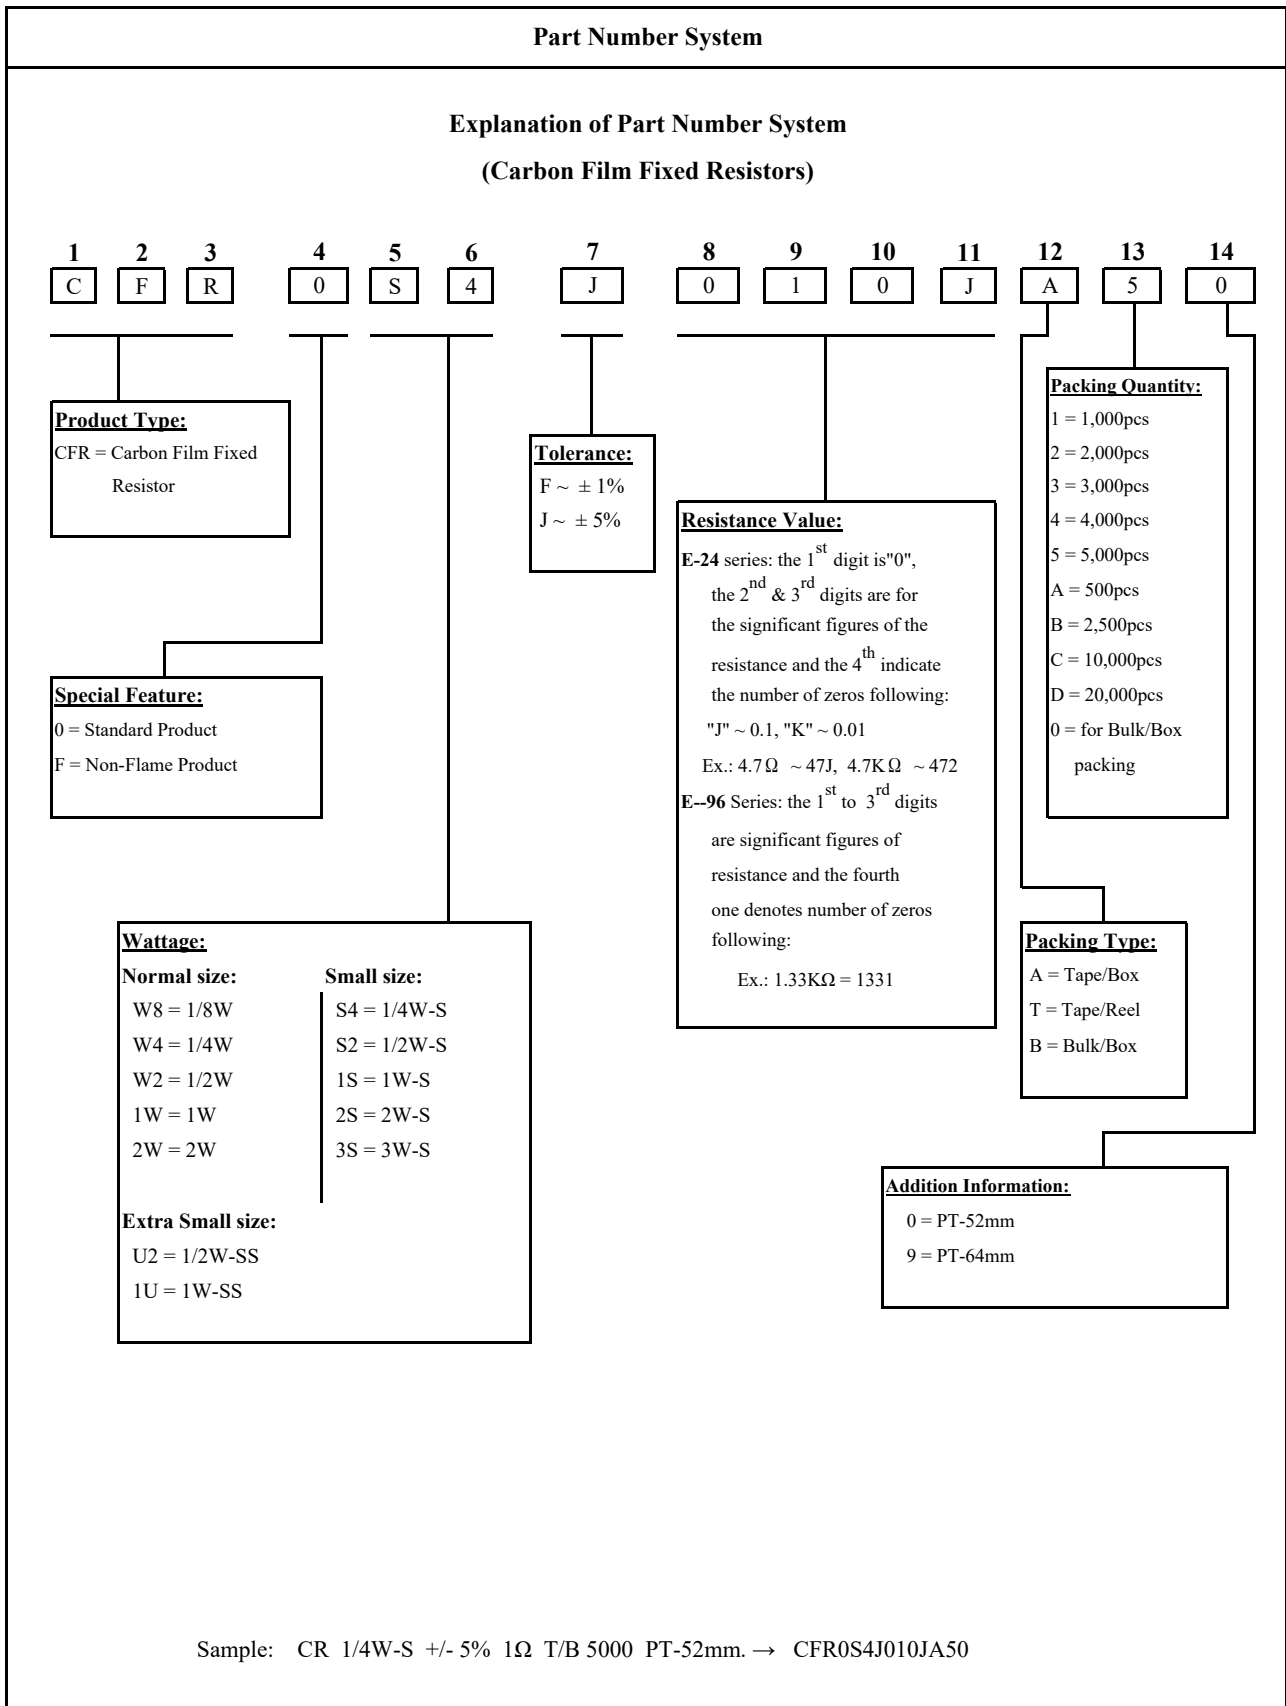 Part Number System
Explanation of Part Number System
(Carbon Film Fixed Resistors)
1 2 3 4 5 6 7 8 9 10 11 12 13 14
C F R 0 S 4 J 0 1 0 J A 5 0
Product Type:
CFR = Carbon Film Fixed
Resistor
Special Feature:
0 = Standard Product
F = Non-Flame Product
Wattage:
Normal size:
W8 = 1/8W
W4 = 1/4W
W2 = 1/2W
1W = 1W
2W = 2W
Small size:
S4 = 1/4W-S
S2 = 1/2W-S
1S = 1W-S
2S = 2W-S
3S = 3W-S
Extra Small size:
U2 = 1/2W-SS
1U = 1W-SS
Tolerance:
F ~ ± 1%
J ~ ± 5%
Resistance Value:
E-24 series: the 1st digit is"0",
the 2nd & 3rd digits are for
the significant figures of the
resistance and the 4th indicate
the number of zeros following:
"J" ~ 0.1, "K" ~ 0.01
Ex.: 4.7Ω ~ 47J, 4.7KΩ ~ 472
E--96 Series: the 1st to 3rd digits
are significant figures of
resistance and the fourth
one denotes number of zeros
following:
Ex.: 1.33KΩ = 1331
Packing Quantity:
1 = 1,000pcs
2 = 2,000pcs
3 = 3,000pcs
4 = 4,000pcs
5 = 5,000pcs
A = 500pcs
B = 2,500pcs
C = 10,000pcs
D = 20,000pcs
0 = for Bulk/Box
packing
Packing Type:
A = Tape/Box
T = Tape/Reel
B = Bulk/Box
Addition Information:
0 = PT-52mm
9 = PT-64mm
Sample: CR 1/4W-S +/- 5% 1Ω T/B 5000 PT-52mm. → CFR0S4J010JA50